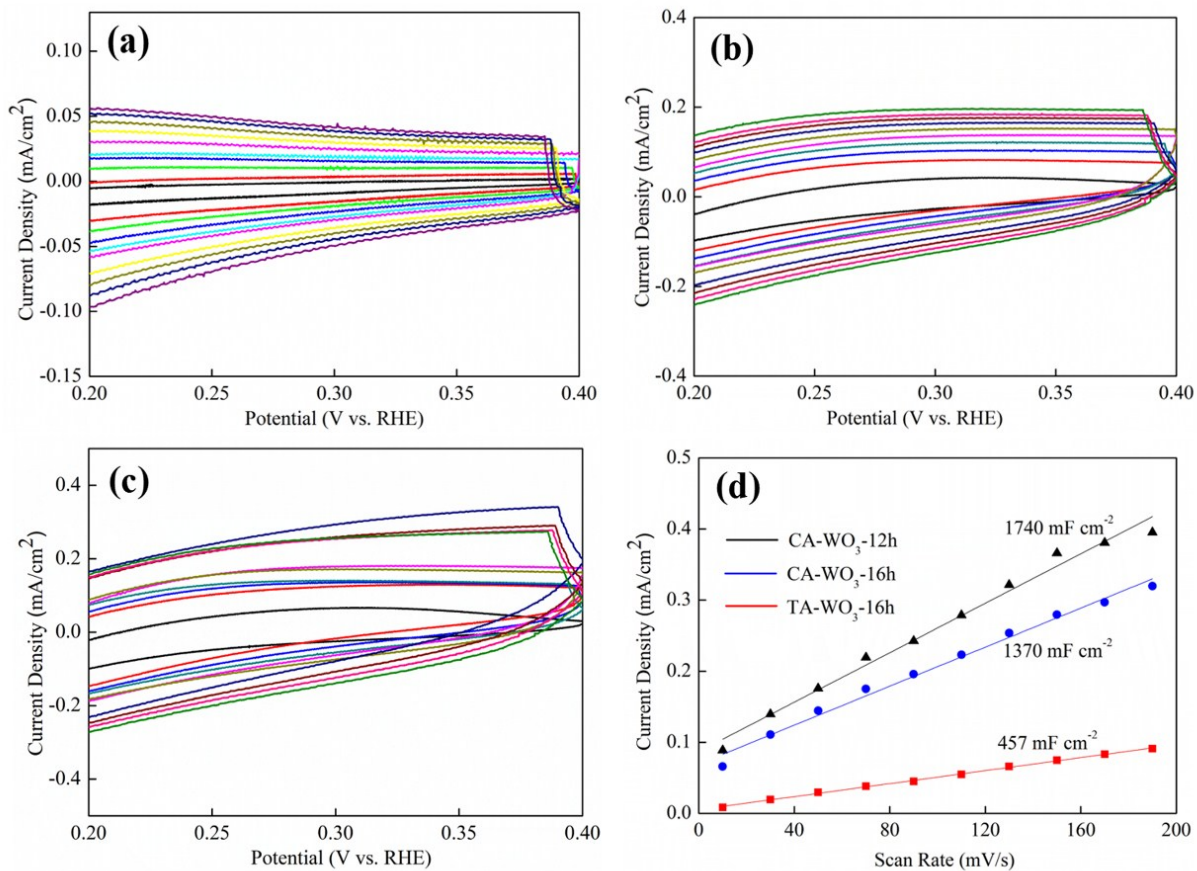 (a)
0.10
0.05
0.00
-0.05
-0.10
-0.15
Current Density (mA/cm²)
0.20 0.25 0.30 0.35 0.40
Potential (V vs. RHE)
(b)
0.4
0.2
0.0
-0.2
-0.4
Current Density (mA/cm²)
0.20 0.25 0.30 0.35 0.40
Potential (V vs. RHE)
(c)
0.4
0.2
0.0
-0.2
-0.4
Current Density (mA/cm²)
0.20 0.25 0.30 0.35 0.40
Potential (V vs. RHE)
(d)
0.5
0.4
0.3
0.2
0.1
0.0
Current Density (mA/cm²)
CA-WO₃-12h
CA-WO₃-16h
TA-WO₃-16h
1740 mF cm⁻²
1370 mF cm⁻²
457 mF cm⁻²
0 40 80 120 160 200
Scan Rate (mV/s)